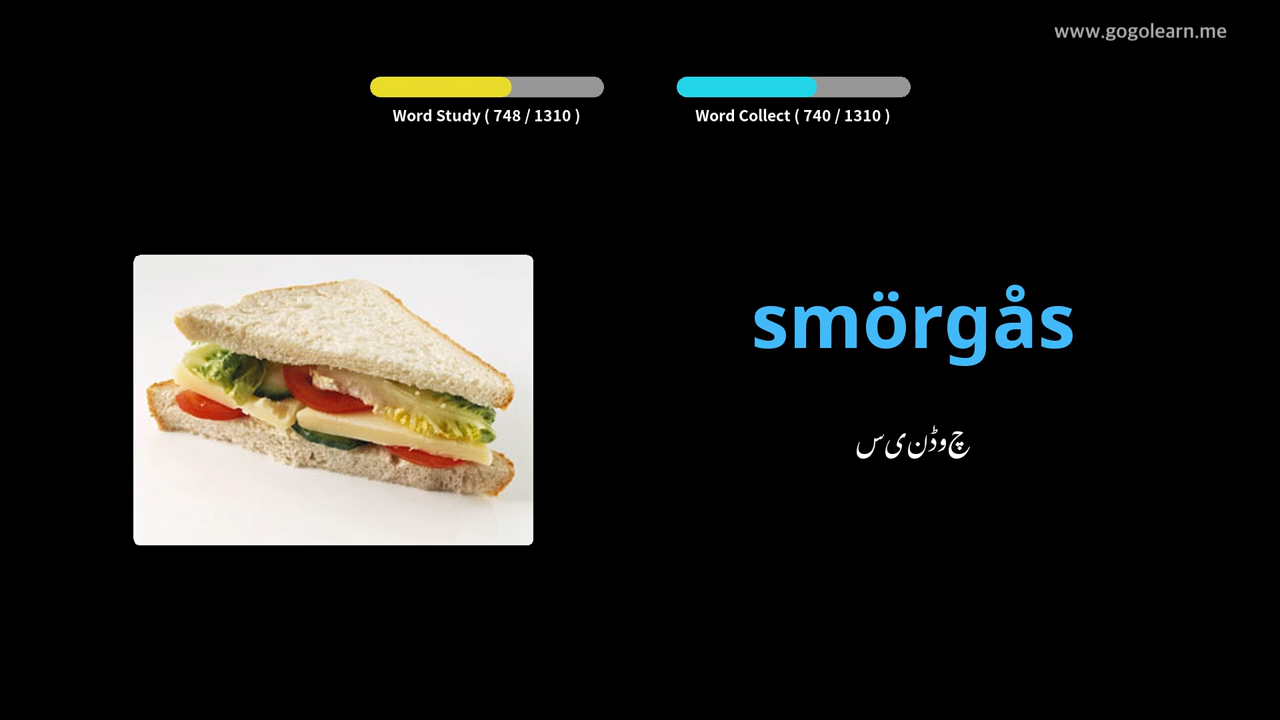 www.gogolearn.me
Word Study ( 748 / 1310 )
Word Collect ( 740 / 1310 )
smörgås
چ و ڈ ن ی س